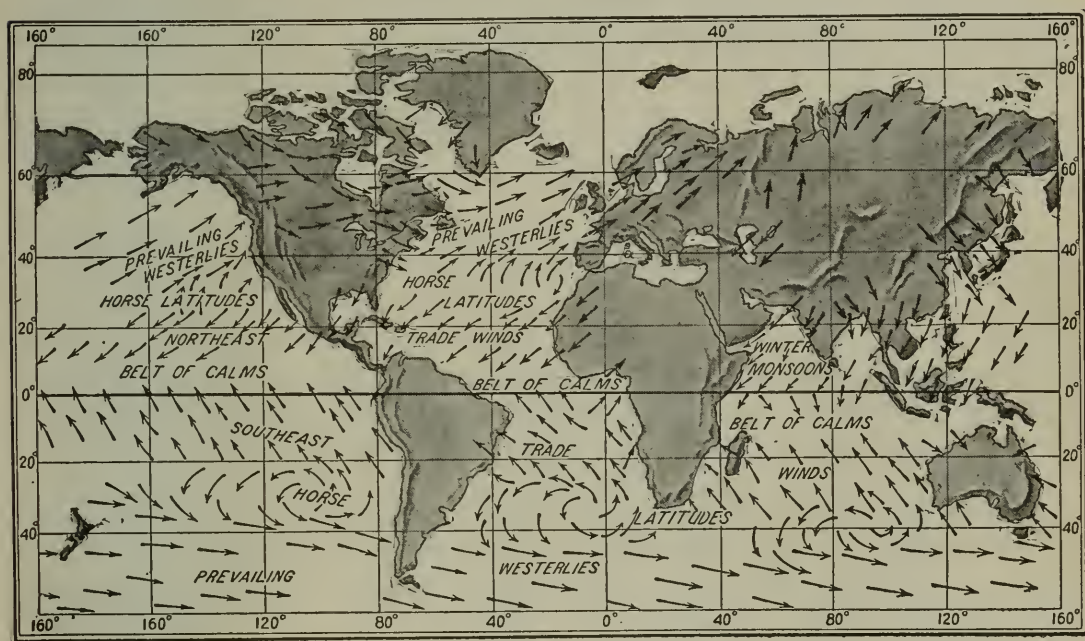 160° 160° 120° 80° 40° 0° 40° 80° 120° 160°
80° 80°
60° 60°
PREVAILING
WESTERLIES
PREVAILING
WESTERLIES
40° 40°
HORSE LATITUDES
HORSE
LATITUDES
20° 20°
NORTHEAST
TRADE WINDS
WINTER
MONSOONS
BELT OF CALMS
BELT OF CALMS
0° 0°
BELT OF CALMS
SOUTHEAST
TRADE
WINDS
20° 20°
HORSE
LATITUDES
40° 40°
WESTERLIES
PREVAILING
160° 160° 120° 80° 40° 0° 40° 80° 120° 160°